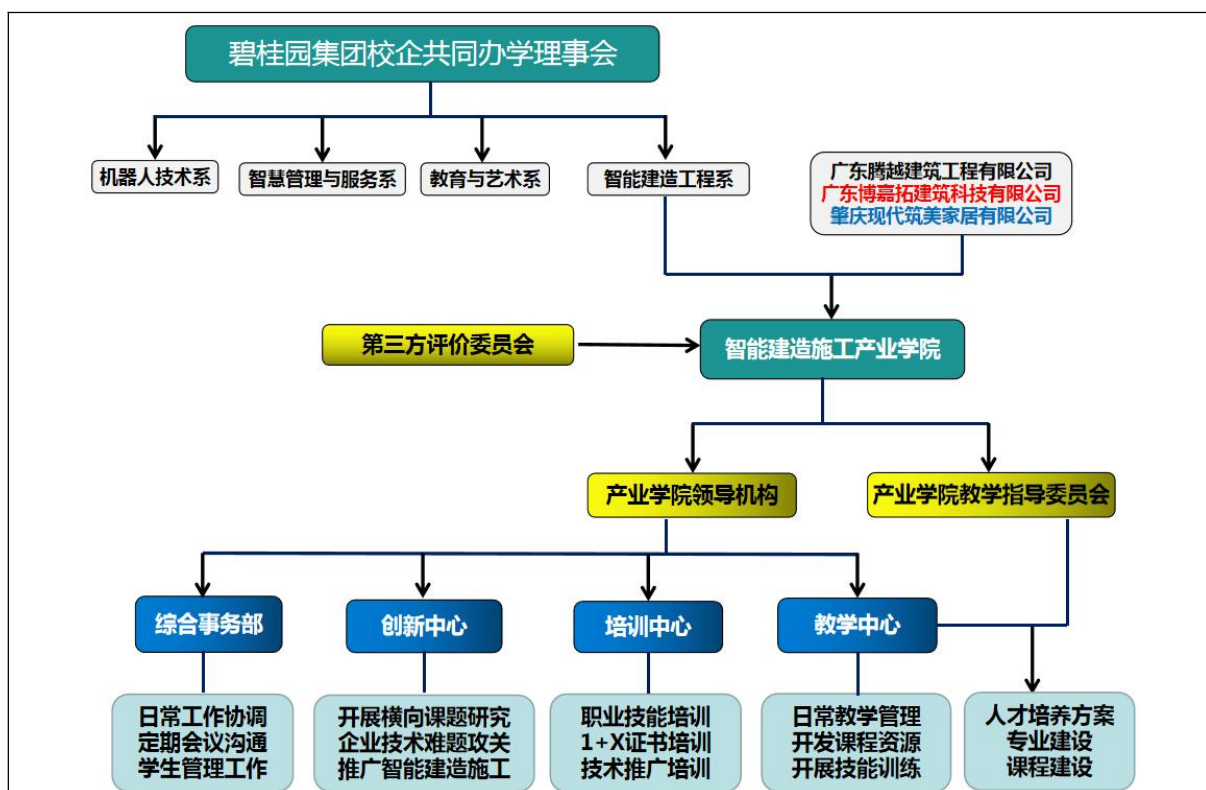 碧桂园集团校企共同办学理事会
机器人技术系
智慧管理与服务系
教育与艺术系
智能建造工程系
广东腾越建筑工程有限公司
广东博嘉拓建筑科技有限公司
肇庆现代筑美家居有限公司
第三方评价委员会
智能建造施工产业学院
产业学院领导机构
产业学院教学指导委员会
综合事务部
创新中心
培训中心
教学中心
日常工作协调
定期会议沟通
学生管理工作
开展横向课题研究
企业技术难题攻关
推广智能建造施工
职业技能培训
1+X证书培训
技术推广培训
日常教学管理
开发课程资源
开展技能训练
人才培养方案
专业建设
课程建设